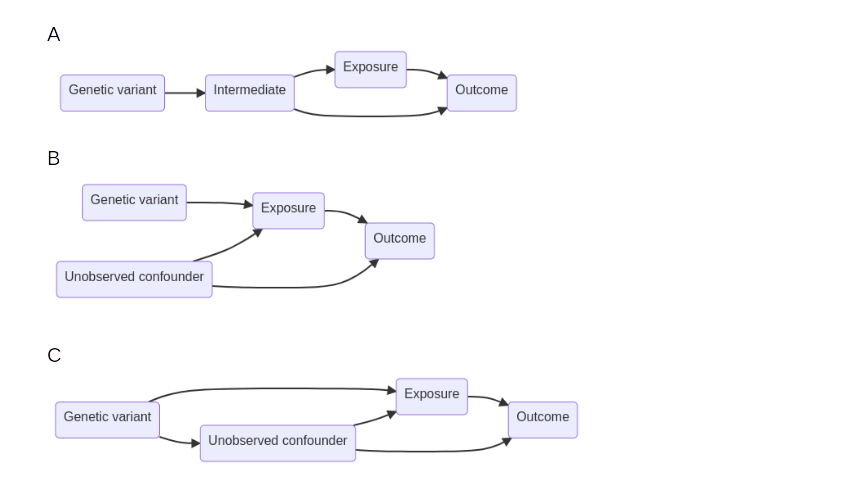 A
Genetic variant
Intermediate
Exposure
Outcome
B
Genetic variant
Exposure
Outcome
Unobserved confounder
C
Genetic variant
Exposure
Outcome
Unobserved confounder